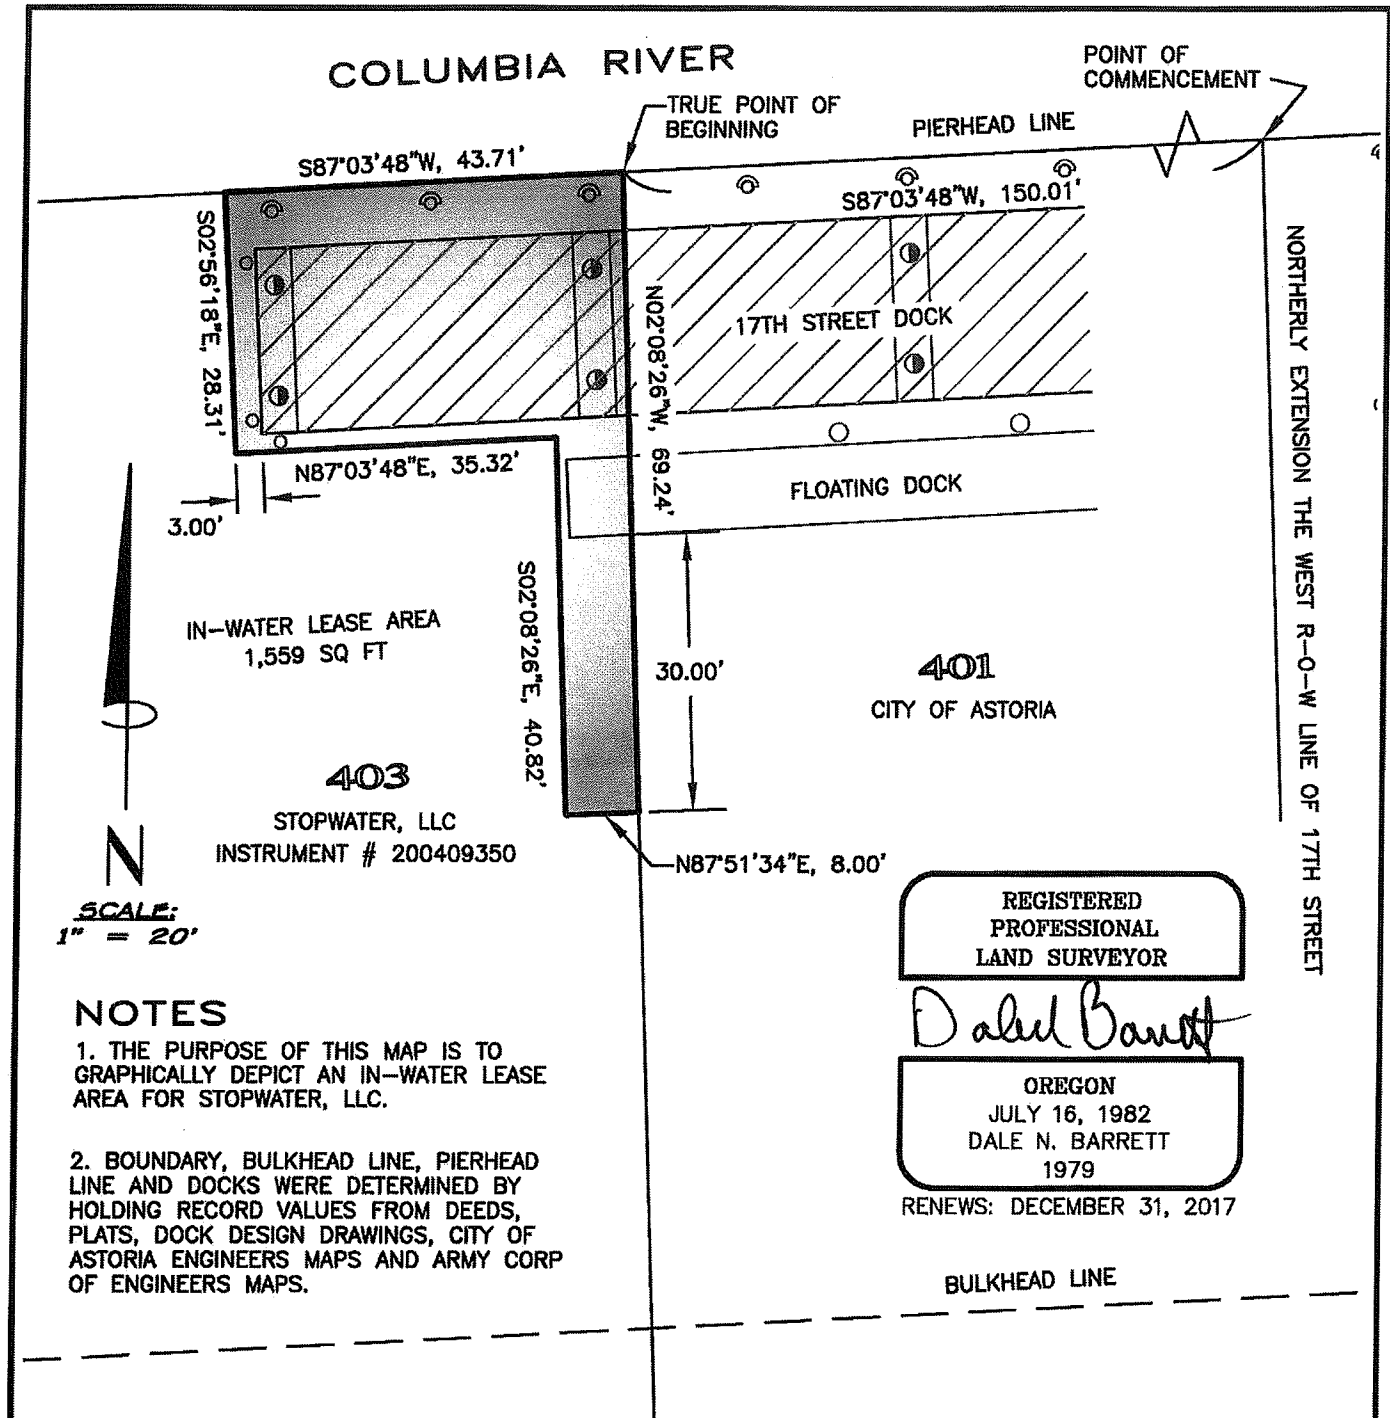 COLUMBIA RIVER
POINT OF
COMMENCEMENT
TRUE POINT OF
BEGINNING
PIERHEAD LINE
S87°03'48"W, 43.71'
S87°03'48"W, 150.01'
S02°56'18"E, 28.31'
N02°08'26"W, 69.24'
17TH STREET DOCK
NORTHERLY EXTENSION THE WEST R-O-W LINE OF 17TH STREET
N87°03'48"E, 35.32'
FLOATING DOCK
3.00'
S02°08'26"E, 40.82'
IN-WATER LEASE AREA
1,559 SQ FT
30.00'
401
CITY OF ASTORIA
403
STOPWATER, LLC
INSTRUMENT # 200409350
N87°51'34"E, 8.00'
N
SCALE:
1" = 20'
REGISTERED
PROFESSIONAL
LAND SURVEYOR
OREGON
JULY 16, 1982
DALE N. BARRETT
1979
RENEWS: DECEMBER 31, 2017
NOTES
1. THE PURPOSE OF THIS MAP IS TO
GRAPHICALLY DEPICT AN IN-WATER LEASE
AREA FOR STOPWATER, LLC.
2. BOUNDARY, BULKHEAD LINE, PIERHEAD
LINE AND DOCKS WERE DETERMINED BY
HOLDING RECORD VALUES FROM DEEDS,
PLATS, DOCK DESIGN DRAWINGS, CITY OF
ASTORIA ENGINEERS MAPS AND ARMY CORP
OF ENGINEERS MAPS.
BULKHEAD LINE